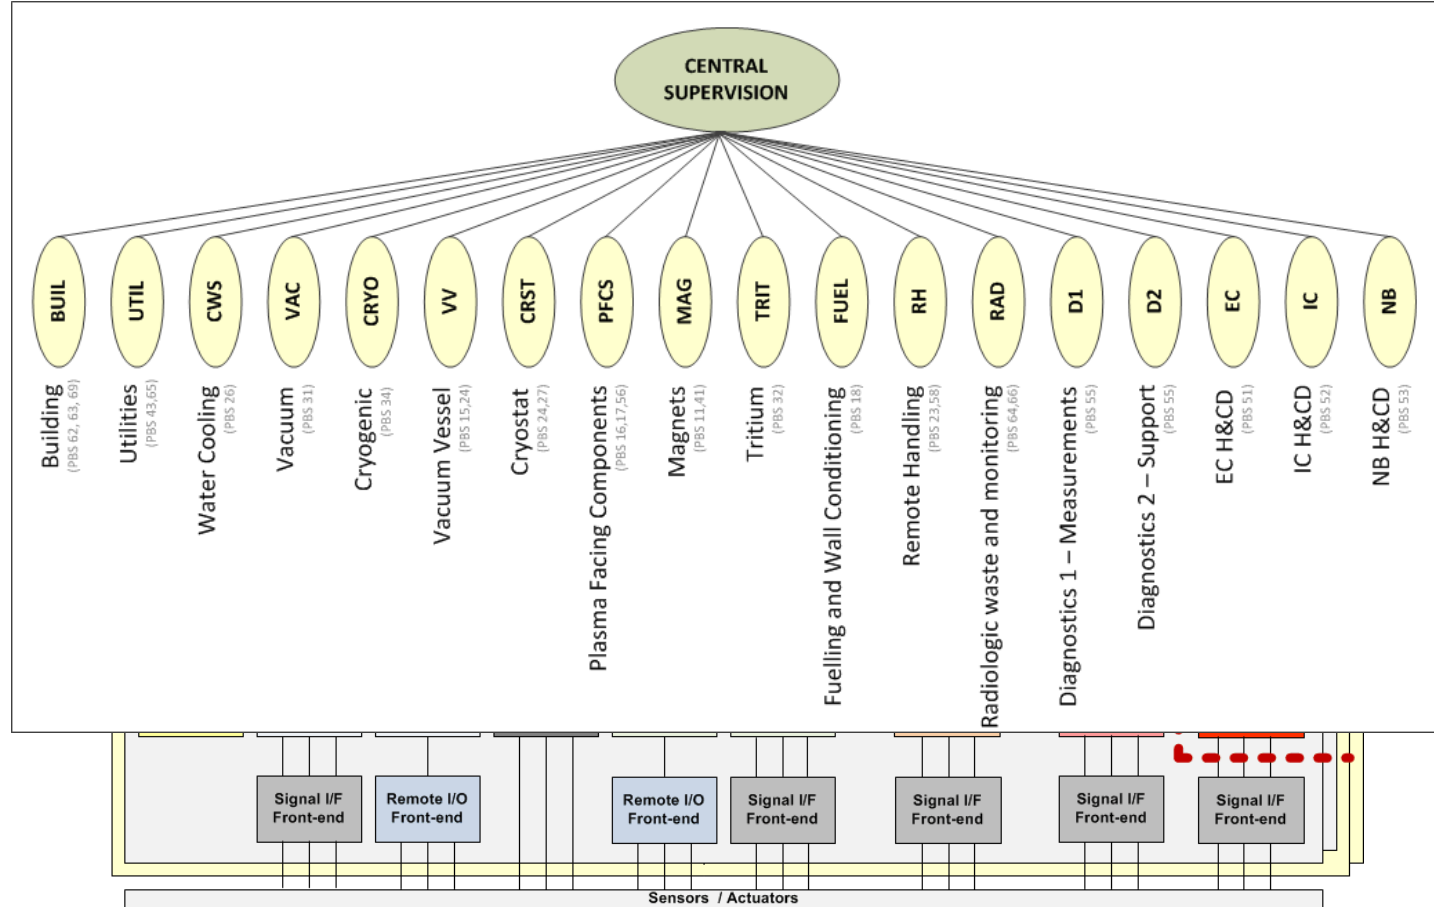 CENTRAL
SUPERVISION
BUIL
UTIL
CWS
VAC
CRYO
VV
CRST
PFCS
MAG
TRIT
FUEL
RH
RAD
D1
D2
EC
IC
NB
Building
(PBS 62, 63, 69)
Utilities
(PBS 43,65)
Water Cooling
(PBS 26)
Vacuum
(PBS 31)
Cryogenic
(PBS 34)
Vacuum Vessel
(PBS 15,24)
Cryostat
(PBS 24,27)
Plasma Facing Components
(PBS 16,17,56)
Magnets
(PBS 11,41)
Tritium
(PBS 32)
Fuelling and Wall Conditioning
(PBS 18)
Remote Handling
(PBS 23,58)
Radiologic waste and monitoring
(PBS 64,66)
Diagnostics 1 – Measurements
(PBS 55)
Diagnostics 2 – Support
(PBS 55)
EC H&CD
(PBS 51)
IC H&CD
(PBS 52)
NB H&CD
(PBS 53)
Signal I/F
Front-end
Remote I/O
Front-end
Remote I/O
Front-end
Signal I/F
Front-end
Signal I/F
Front-end
Signal I/F
Front-end
Signal I/F
Front-end
Sensors / Actuators